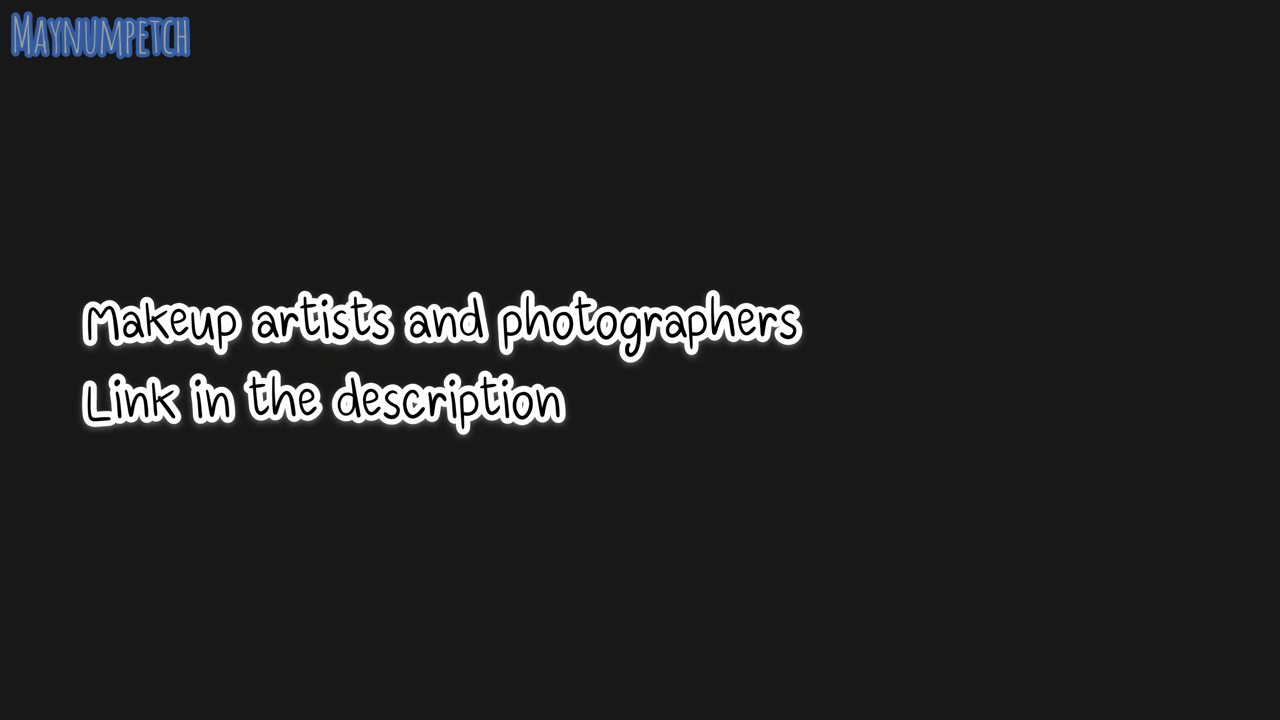 Maynumpetch
Makeup artists and photographers
Link in the description